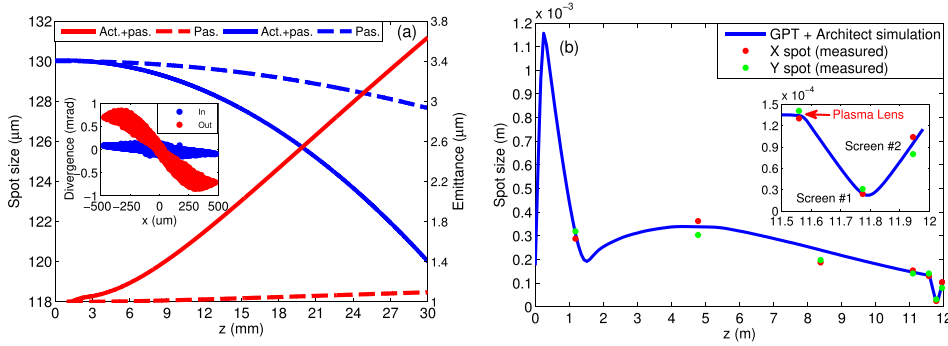 Act.+pas. Pas. Act.+pas. Pas.
(a)
132
130
128
126
124
122
120
118
Spot size (µm)
3.8
3.4
3
2.6
2.2
1.8
1.4
1
Emittance (µm)
0 3 6 9 12 15 18 21 24 27 30
z (mm)
In
Out
1
0.5
0
−0.5
−1
Divergence (mrad)
−500 −250 0 250 500
x (um)
x 10⁻³
(b)
GPT + Architect simulation
X spot (measured)
Y spot (measured)
1.2
1.1
1
0.9
0.8
0.7
0.6
0.5
0.4
0.3
0.2
0.1
0
Spot size (m)
0 1 2 3 4 5 6 7 8 9 10 11 12
z (m)
x 10⁻⁴
1.5
1.2
0.9
0.6
0.3
0
Plasma Lens
Screen #2
Screen #1
11.5 11.6 11.7 11.8 11.9 12